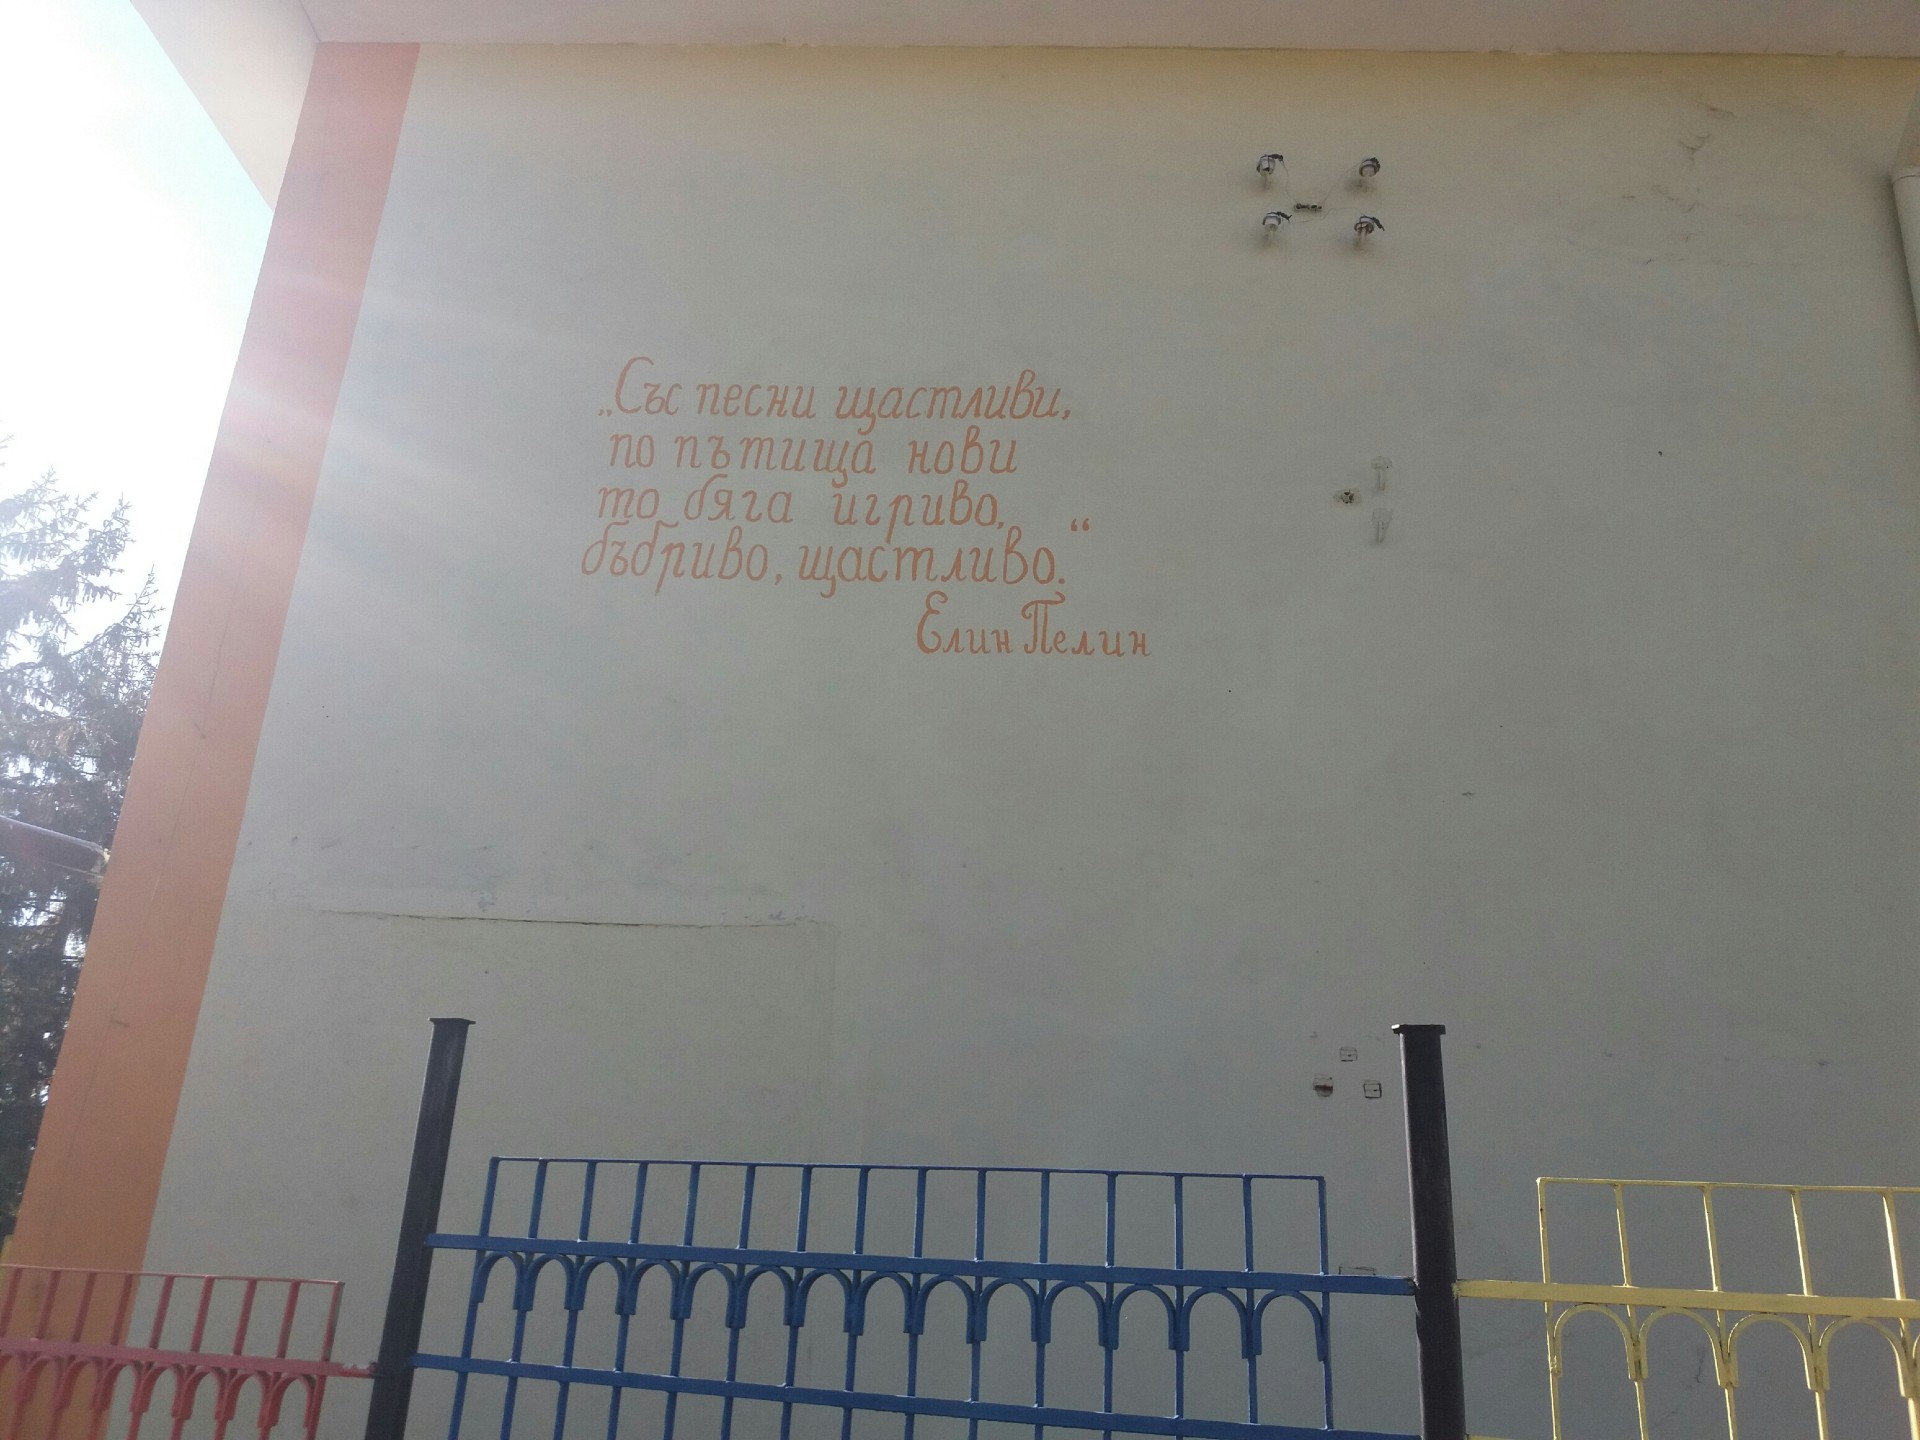 „Със песни щастливи,
по пътища нови
то бяга игриво,
бъбриво, щастливо.“
Елин Пелин